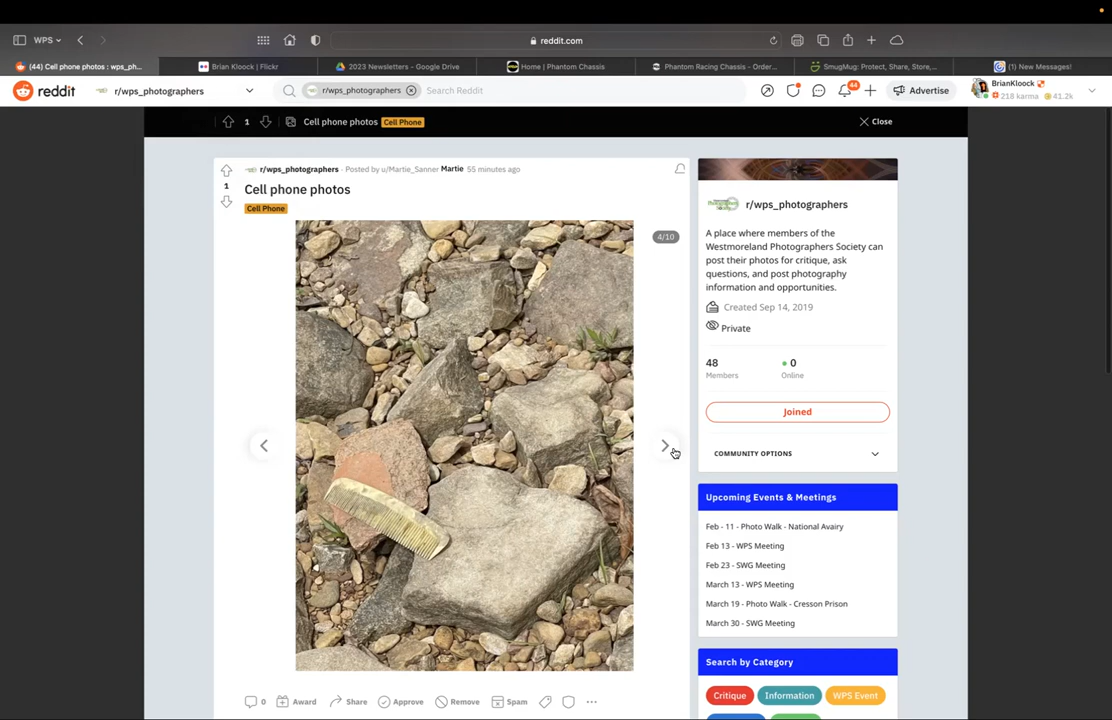 WPS
reddit.com
(44) Cell phone photos : wps_ph...
Brian Kloock | Flickr
2023 Newsletters - Google Drive
Home | Phantom Chassis
Phantom Racing Chassis - Order...
SmugMug: Protect, Share, Store,...
(1) New Messages!
reddit
r/wps_photographers
r/wps_photographers
Search Reddit
44
Advertise
BrianKloock
218 karma 41.2k
1
Cell phone photos Cell Phone
Close
r/wps_photographers · Posted by u/Martie_Sanner Martie 55 minutes ago
1
Cell phone photos
Cell Phone
4/10
0
Award
Share
Approve
Remove
Spam
r/wps_photographers
A place where members of the
Westmoreland Photographers Society can
post their photos for critique, ask
questions, and post photography
information and opportunities.
Created Sep 14, 2019
Private
48
Members
0
Online
Joined
COMMUNITY OPTIONS
Upcoming Events & Meetings
Feb - 11 - Photo Walk - National Avairy
Feb 13 - WPS Meeting
Feb 23 - SWG Meeting
March 13 - WPS Meeting
March 19 - Photo Walk - Cresson Prison
March 30 - SWG Meeting
Search by Category
Critique
Information
WPS Event